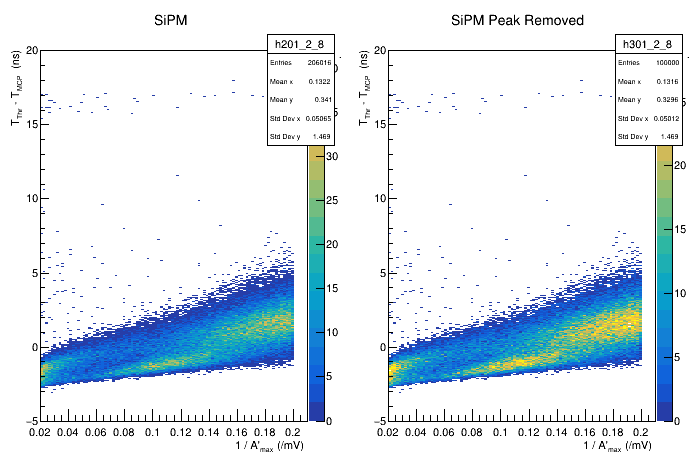 SiPM
h201_2_8
Entries 206016
Mean x 0.1322
Mean y 0.341
Std Dev x 0.05065
Std Dev y 1.469
T_Thr - T_MCP (ns)
20
15
10
5
0
−5
0.02 0.04 0.06 0.08 0.1 0.12 0.14 0.16 0.18 0.2
1 / A'_max (/mV)
30
25
20
15
10
5
0
SiPM Peak Removed
h301_2_8
Entries 100000
Mean x 0.1316
Mean y 0.3296
Std Dev x 0.05012
Std Dev y 1.469
T_Thr - T_MCP (ns)
20
15
10
5
0
−5
0.02 0.04 0.06 0.08 0.1 0.12 0.14 0.16 0.18 0.2
1 / A'_max (/mV)
20
15
10
5
0